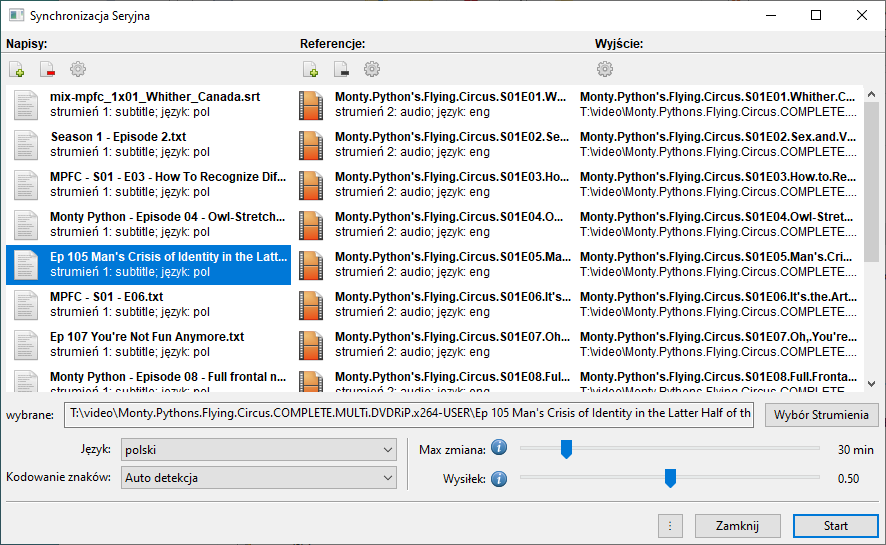 Synchronizacja Seryjna
Napisy:
Referencje:
Wyjście:
mix-mpfc_1x01_Whither_Canada.srt
strumień 1: subtitle; język: pol
Monty.Python's.Flying.Circus.S01E01.W...
strumień 2: audio; język: eng
Monty.Python's.Flying.Circus.S01E01.Whither.C...
T:\video\Monty.Pythons.Flying.Circus.COMPLETE....
Season 1 - Episode 2.txt
strumień 1: subtitle; język: pol
Monty.Python's.Flying.Circus.S01E02.Se...
strumień 2: audio; język: eng
Monty.Python's.Flying.Circus.S01E02.Sex.and.V...
T:\video\Monty.Pythons.Flying.Circus.COMPLETE....
MPFC - S01 - E03 - How To Recognize Dif...
strumień 1: subtitle; język: pol
Monty.Python's.Flying.Circus.S01E03.Ho...
strumień 2: audio; język: eng
Monty.Python's.Flying.Circus.S01E03.How.to.Re...
T:\video\Monty.Pythons.Flying.Circus.COMPLETE....
Monty Python - Episode 04 - Owl-Stretch...
strumień 1: subtitle; język: pol
Monty.Python's.Flying.Circus.S01E04.O...
strumień 2: audio; język: eng
Monty.Python's.Flying.Circus.S01E04.Owl-Stret...
T:\video\Monty.Pythons.Flying.Circus.COMPLETE....
Ep 105 Man's Crisis of Identity in the Latt...
strumień 1: subtitle; język: pol
Monty.Python's.Flying.Circus.S01E05.Ma...
strumień 2: audio; język: eng
Monty.Python's.Flying.Circus.S01E05.Man's.Cri...
T:\video\Monty.Pythons.Flying.Circus.COMPLETE....
MPFC - S01 - E06.txt
strumień 1: subtitle; język: pol
Monty.Python's.Flying.Circus.S01E06.It's...
strumień 2: audio; język: eng
Monty.Python's.Flying.Circus.S01E06.It's.the.Art...
T:\video\Monty.Pythons.Flying.Circus.COMPLETE....
Ep 107 You're Not Fun Anymore.txt
strumień 1: subtitle; język: pol
Monty.Python's.Flying.Circus.S01E07.Oh...
strumień 2: audio; język: eng
Monty.Python's.Flying.Circus.S01E07.Oh,.You're...
T:\video\Monty.Pythons.Flying.Circus.COMPLETE....
Monty Python - Episode 08 - Full frontal n...
strumień 1: subtitle; język: pol
Monty.Python's.Flying.Circus.S01E08.Ful...
strumień 2: audio; język: eng
Monty.Python's.Flying.Circus.S01E08.Full.Fronta...
T:\video\Monty.Pythons.Flying.Circus.COMPLETE....
wybrane:
T:\video\Monty.Pythons.Flying.Circus.COMPLETE.MULTi.DVDRiP.x264-USER\Ep 105 Man's Crisis of Identity in the Latter Half of th
Wybór Strumienia
Język:
polski
Max zmiana:
30 min
Kodowanie znaków:
Auto detekcja
Wysiłek:
0.50
Zamknij
Start